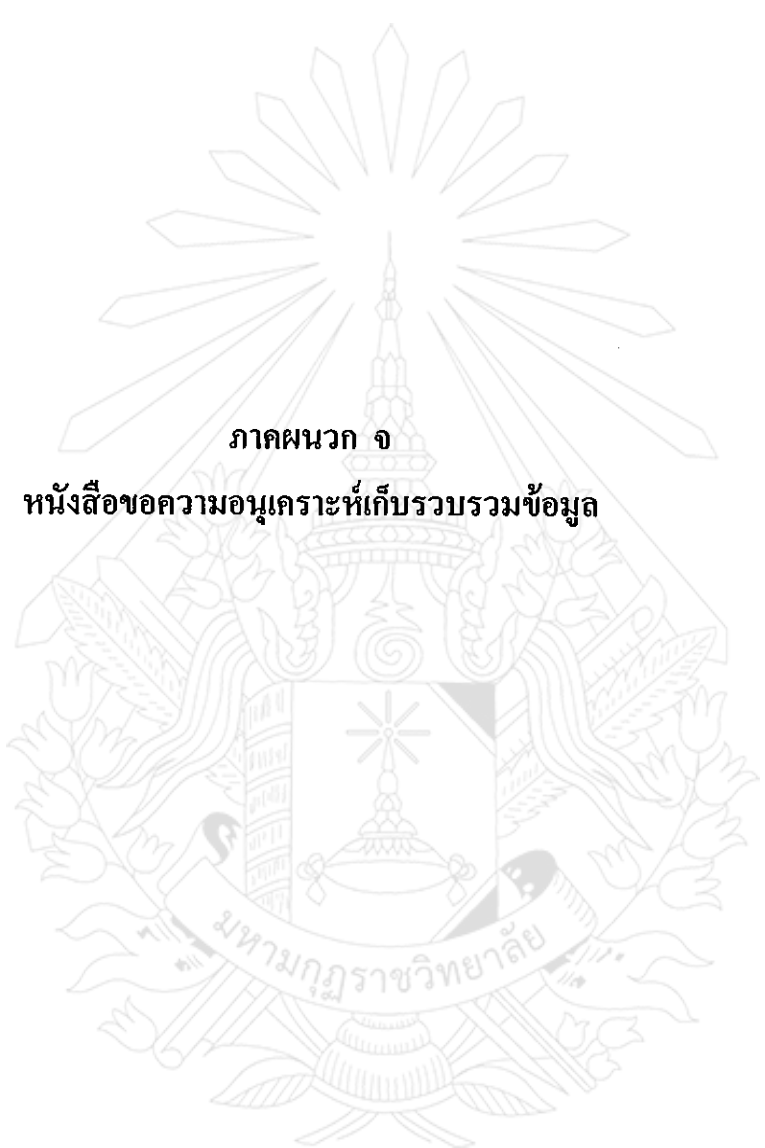 ภาคผนวก จ
หนังสือขอความอนุเคราะห์เก็บรวบรวมข้อมูล
มหามกุฏราชวิทยาลัย